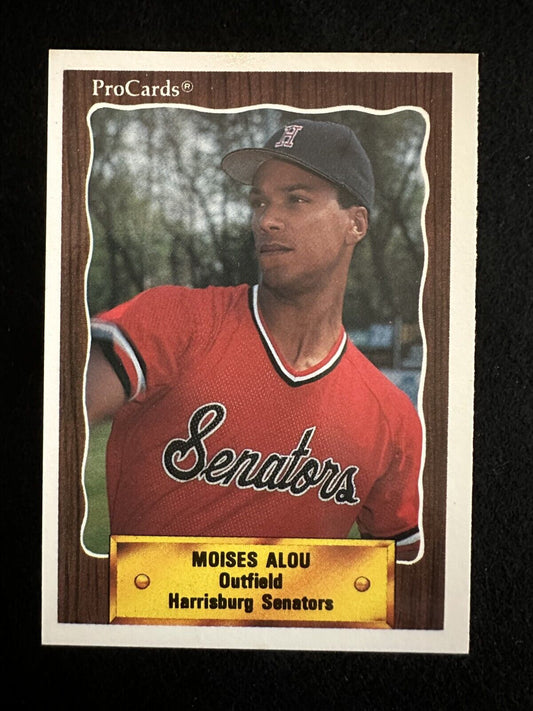 ProCards®
H
Senators
MOISES ALOU
Outfield
Harrisburg Senators